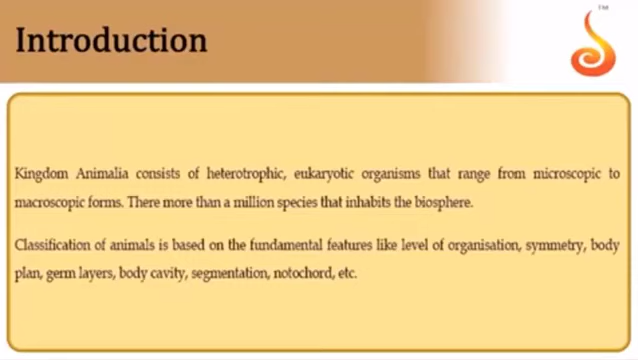 Introduction
TM
Kingdom Animalia consists of heterotrophic, eukaryotic organisms that range from microscopic to
macroscopic forms. There more than a million species that inhabits the biosphere.
Classification of animals is based on the fundamental features like level of organisation, symmetry, body
plan, germ layers, body cavity, segmentation, notochord, etc.